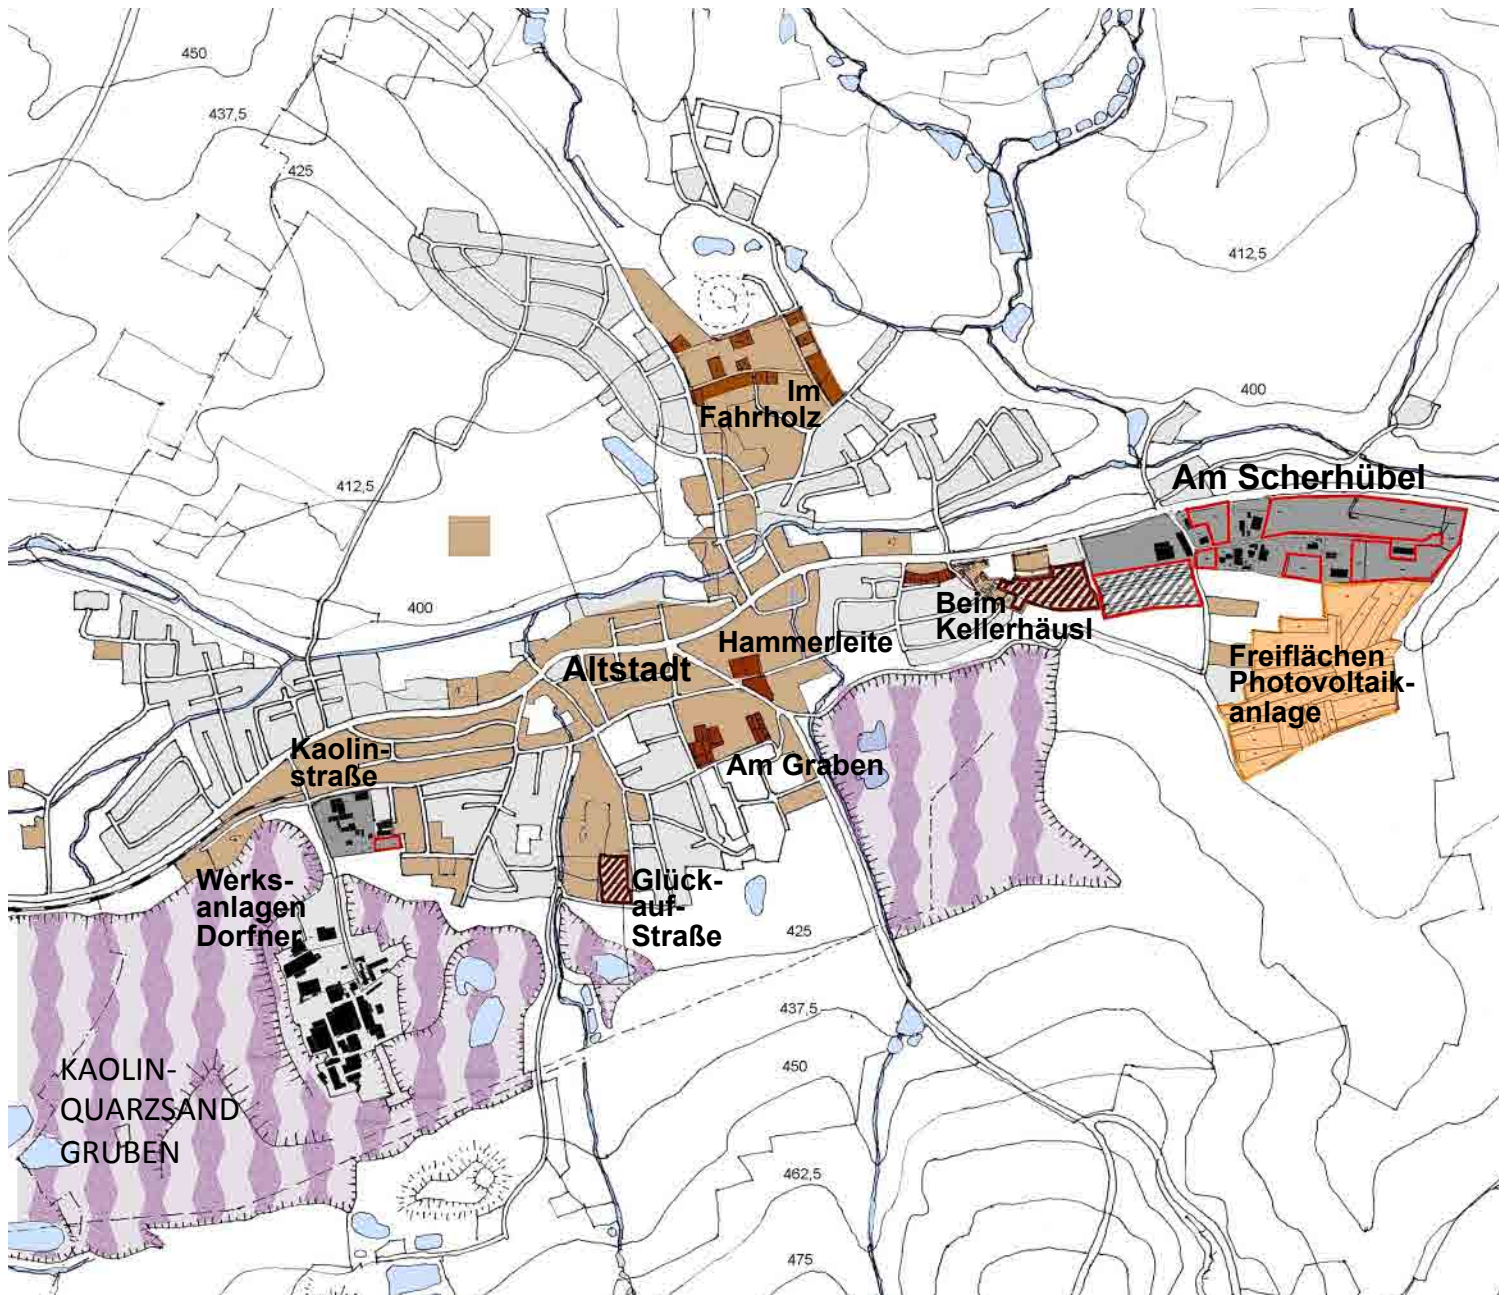 450
437,5
425
412,5
400
Im
Fahrholz
Am Scherhübel
412,5
400
Beim
Kellerhäusl
Hammerleite
Altstadt
Freiflächen
Photovoltaik-
anlage
Kaolin-
straße
Am Graben
Werks-
anlagen
Dorfner
Glück-
auf-
Straße
425
437,5
450
KAOLIN-
QUARZSAND
GRUBEN
462,5
475